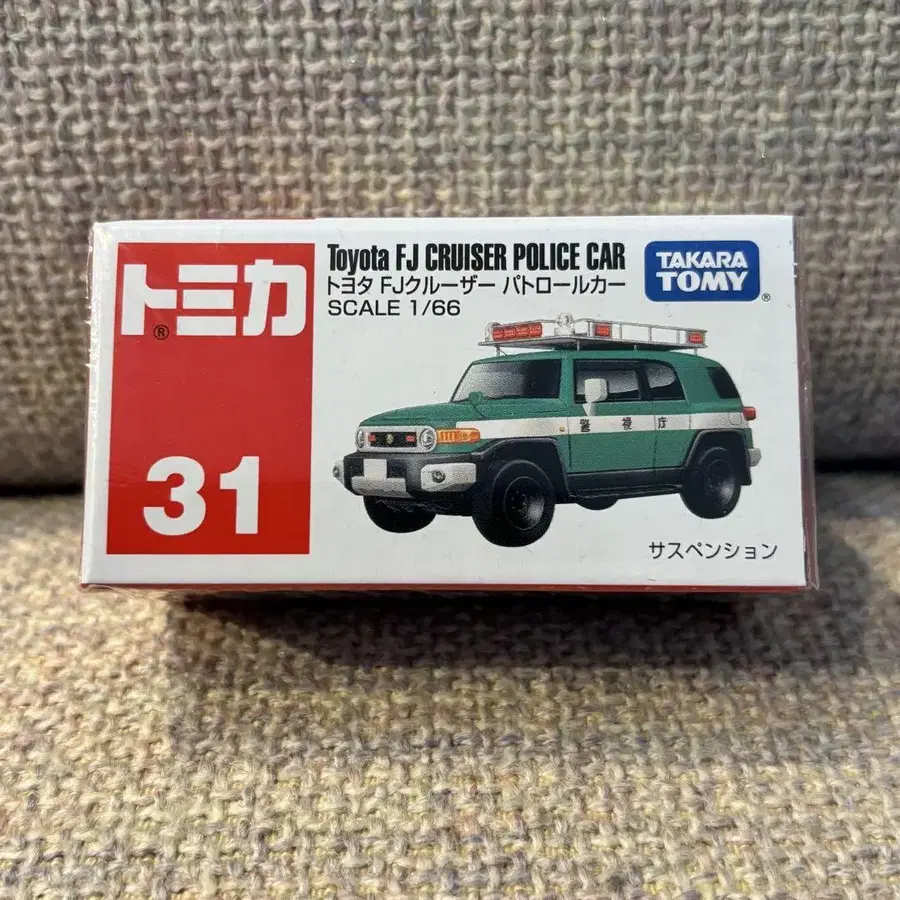 トミカ®
31
Toyota FJ CRUISER POLICE CAR
トヨタ FJクルーザー パトロールカー
SCALE 1/66
TAKARA
TOMY®
警視庁
サスペンション